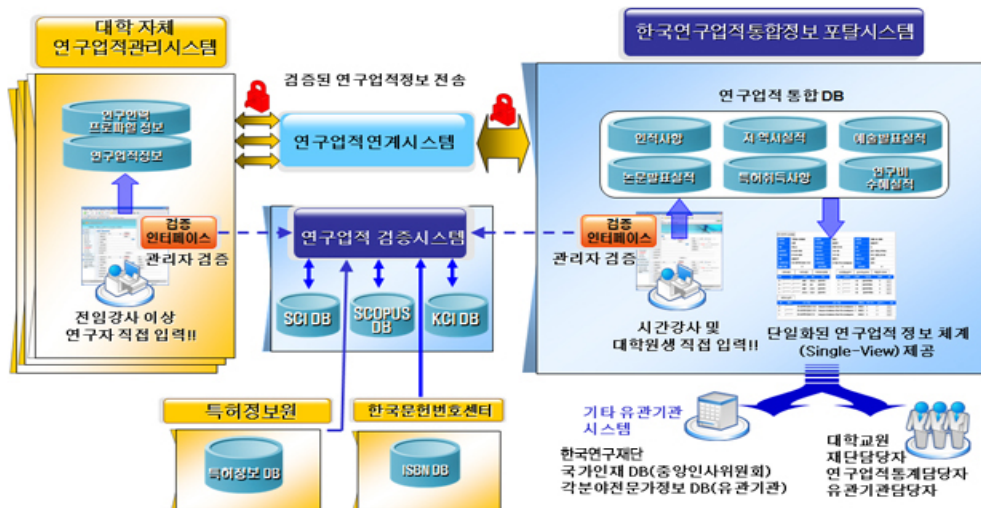 대학 자체
연구업적관리시스템
연구인력
프로파일 정보
연구업적정보
검증
인터페이스
관리자 검증
전임강사 이상
연구자 직접 입력!!
검증된 연구업적정보 전송
연구업적연계시스템
연구업적 검증시스템
SCI DB
SCOPUS
DB
KCI DB
특허정보원
특허정보 DB
한국문헌번호센터
ISBN DB
한국연구업적통합정보 포탈시스템
연구업적 통합 DB
인적사항
저 역서실적
예술발표실적
논문발표실적
특허취득사항
연구비
수혜실적
검증
인터페이스
관리자 검증
시간강사 및
대학원생 직접 입력!!
단일화된 연구업적 정보 체계
(Single-View) 제공
기타 유관기관
시스템
한국연구재단
국가인재 DB(중앙인사위원회)
각분야전문가정보 DB(유관기관)
대학교원
재단담당자
연구업적통계담당자
유관기관담당자